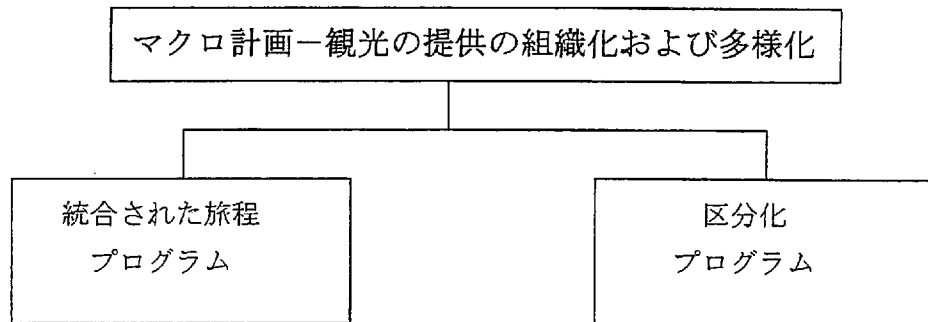 マクロ計画－観光の提供の組織化および多様化
統合された旅程
プログラム
区分化
プログラム